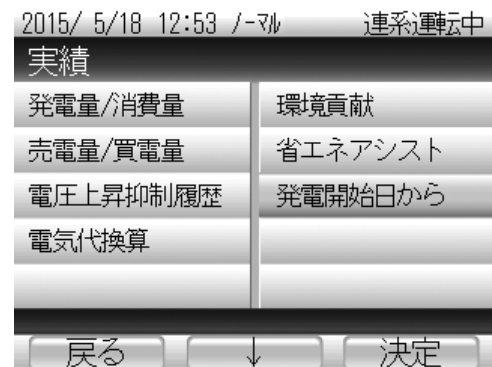 2015/ 5/18 12:53 ﾉｰﾏﾙ 連系運転中
実績
発電量/消費量 環境貢献
売電量/買電量 省エネアシスト
電圧上昇抑制履歴 発電開始日から
電気代換算
戻る ↓ 決定